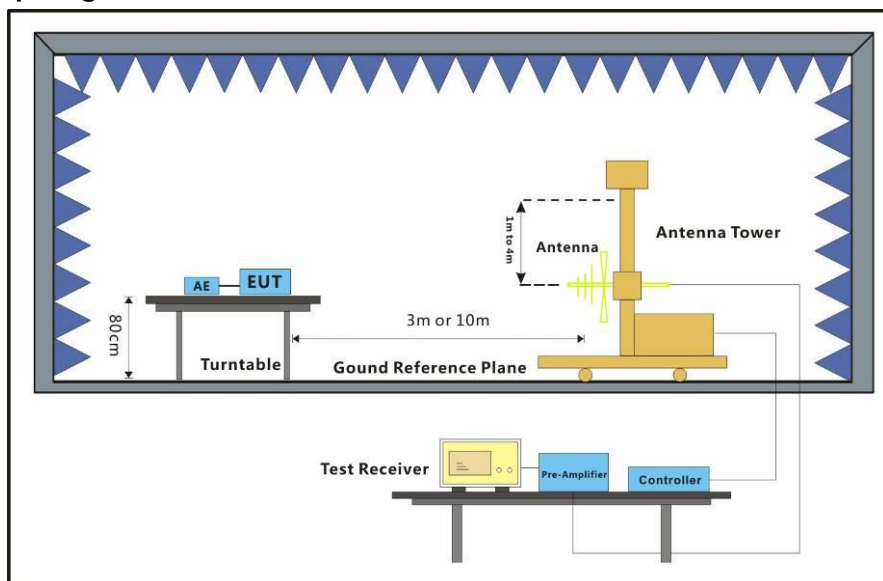 1m to 4m
Antenna
Antenna Tower
AE
EUT
80cm
3m or 10m
Turntable
Gound Reference Plane
Test Receiver
Pre-Amplifier
Controller